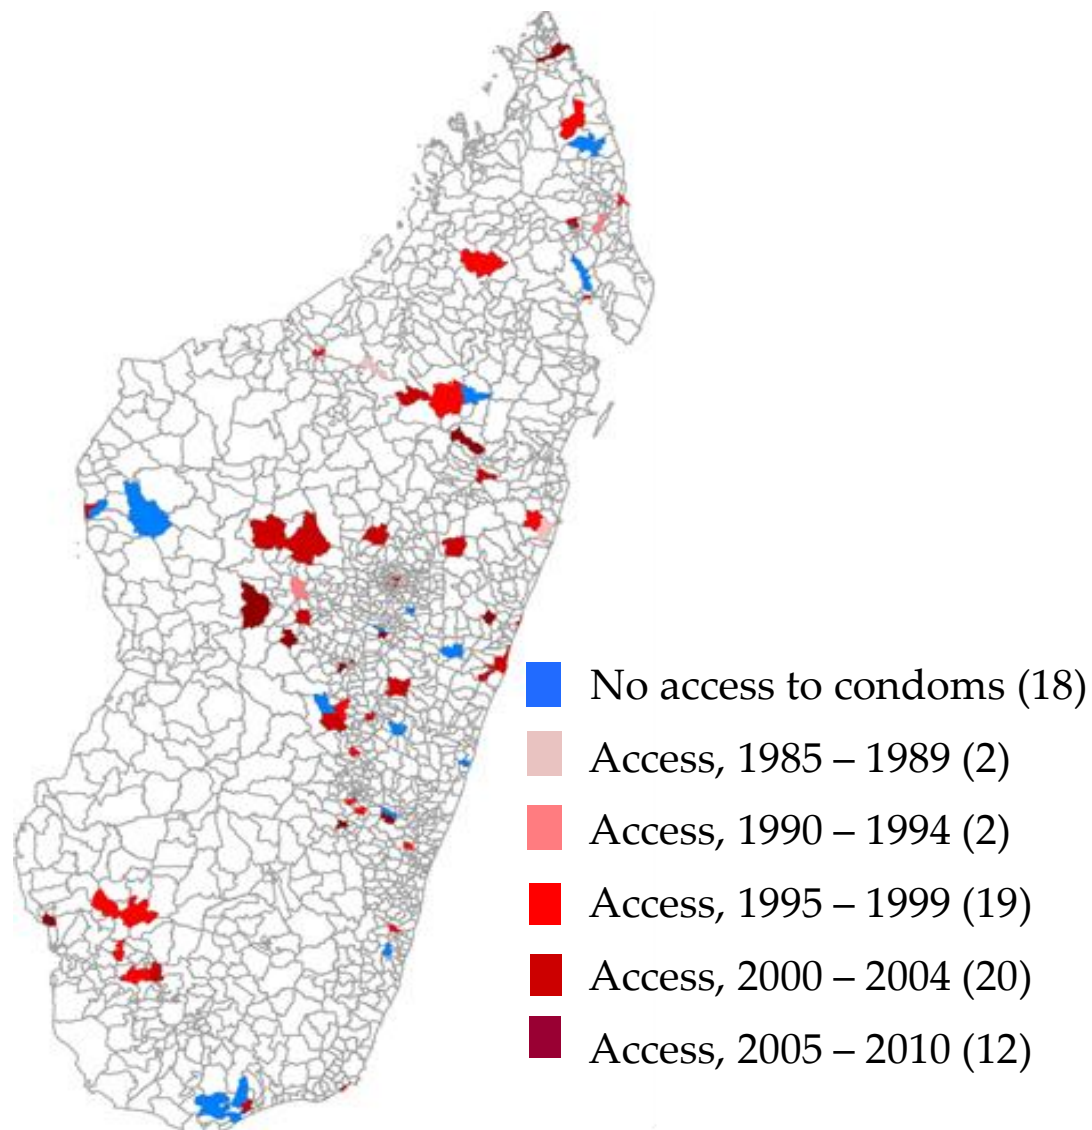 No access to condoms (18)
Access, 1985 – 1989 (2)
Access, 1990 – 1994 (2)
Access, 1995 – 1999 (19)
Access, 2000 – 2004 (20)
Access, 2005 – 2010 (12)